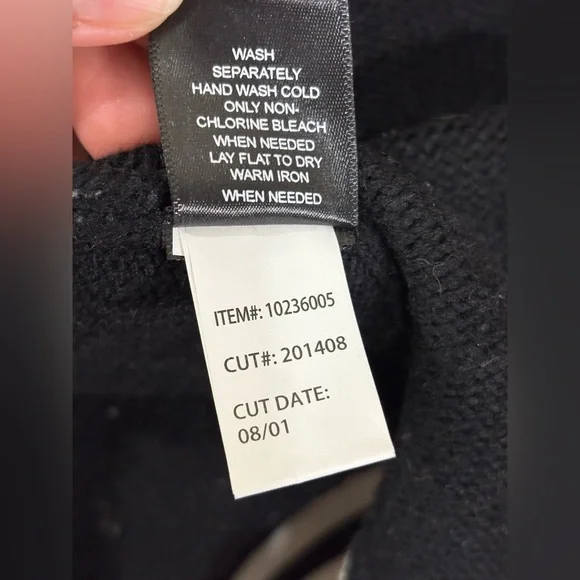 WASH
SEPARATELY
HAND WASH COLD
ONLY NON-
CHLORINE BLEACH
WHEN NEEDED
LAY FLAT TO DRY
WARM IRON
WHEN NEEDED
ITEM#: 10236005
CUT#: 201408
CUT DATE:
08/01